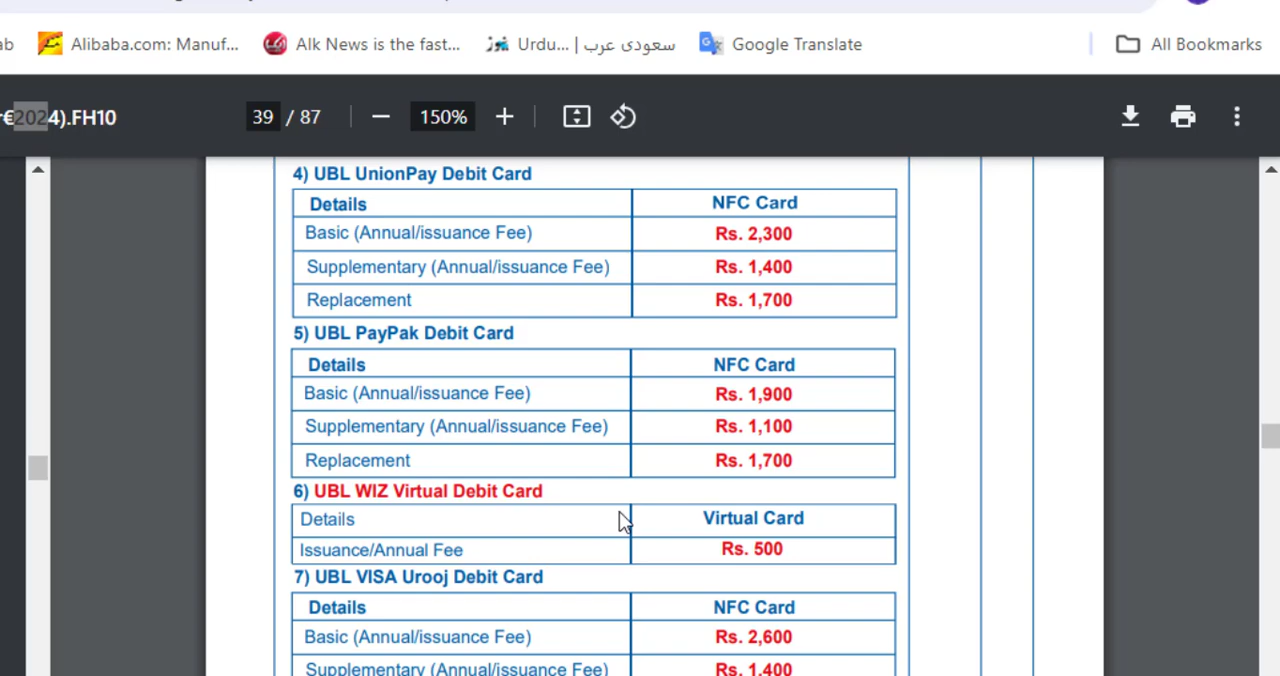 ab Alibaba.com: Manuf... Alk News is the fast... Urdu... | سعودی عرب Google Translate All Bookmarks
r€2024).FH10 39 / 87 150%
4) UBL UnionPay Debit Card
Details NFC Card
Basic (Annual/issuance Fee) Rs. 2,300
Supplementary (Annual/issuance Fee) Rs. 1,400
Replacement Rs. 1,700
5) UBL PayPak Debit Card
Details NFC Card
Basic (Annual/issuance Fee) Rs. 1,900
Supplementary (Annual/issuance Fee) Rs. 1,100
Replacement Rs. 1,700
6) UBL WIZ Virtual Debit Card
Details Virtual Card
Issuance/Annual Fee Rs. 500
7) UBL VISA Urooj Debit Card
Details NFC Card
Basic (Annual/issuance Fee) Rs. 2,600
Supplementary (Annual/issuance Fee) Rs. 1,400